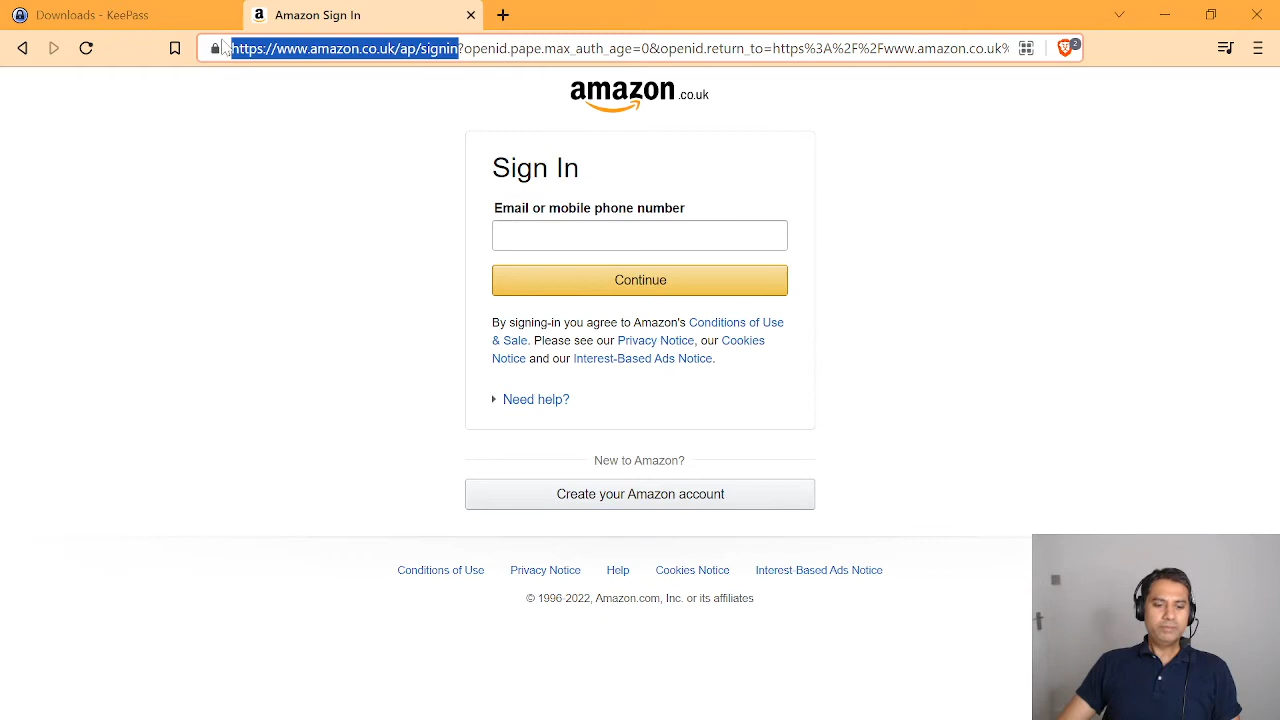 Downloads - KeePass
Amazon Sign In
https://www.amazon.co.uk/ap/signin?openid.pape.max_auth_age=0&openid.return_to=https%3A%2F%2Fwww.amazon.co.uk%
2
amazon.co.uk
Sign In
Email or mobile phone number
Continue
By signing-in you agree to Amazon's Conditions of Use
& Sale. Please see our Privacy Notice, our Cookies
Notice and our Interest-Based Ads Notice.
Need help?
New to Amazon?
Create your Amazon account
Conditions of Use Privacy Notice Help Cookies Notice Interest-Based Ads Notice
© 1996-2022, Amazon.com, Inc. or its affiliates